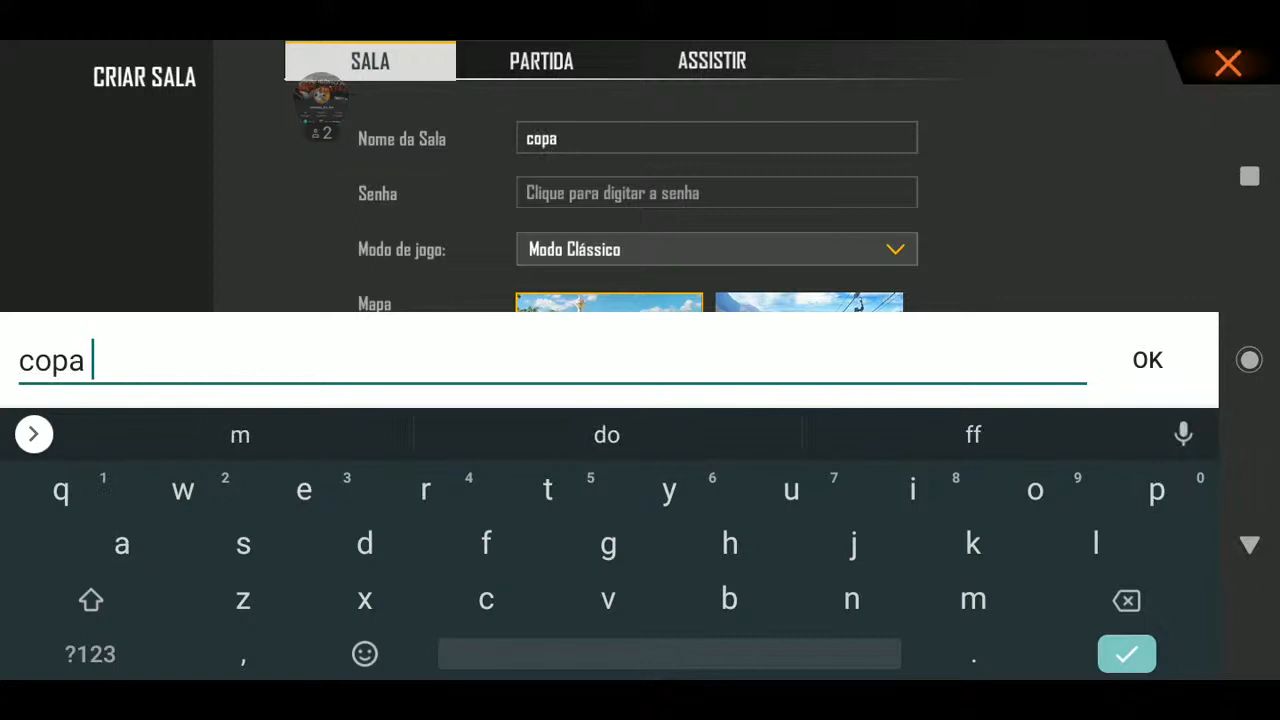 CRIAR SALA
SALA PARTIDA ASSISTIR
2
Nome da Sala copa
Senha Clique para digitar a senha
Modo de jogo: Modo Clássico
Mapa
copa OK
m do ff
q 1 w 2 e 3 r 4 t 5 y 6 u 7 i 8 o 9 p 0
a s d f g h j k l
z x c v b n m
?123 , .